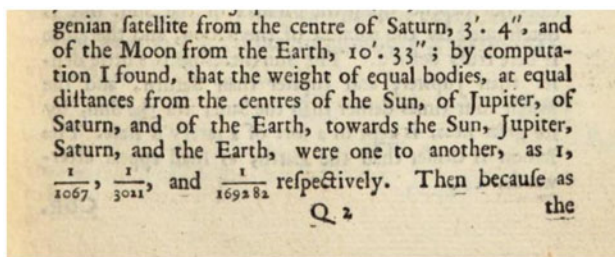 genian ſatellite from the centre of Saturn, 3′. 4″, and
of the Moon from the Earth, 10′. 33″; by computa-
tion I found, that the weight of equal bodies, at equal
diſtances from the centres of the Sun, of Jupiter, of
Saturn, and of the Earth, towards the Sun, Jupiter,
Saturn, and the Earth, were one to another, as 1,
1/1067, 1/3021, and 1/169282 reſpectively. Then becauſe as
Q 2 the